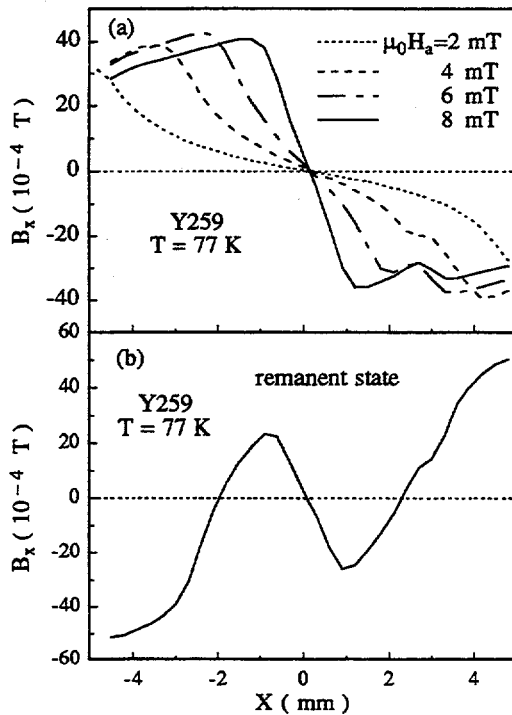 (a)
μ₀Hₐ=2 mT
4 mT
6 mT
8 mT
40
20
0
-20
-40
Bₓ ( 10⁻⁴ T )
Y259
T = 77 K
60
(b)
remanent state
Y259
T = 77 K
40
20
0
-20
-40
-60
Bₓ ( 10⁻⁴ T )
-4
-2
0
2
4
X ( mm )